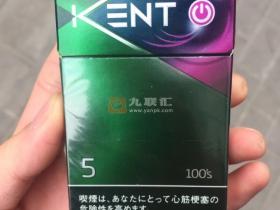 KENT
九联汇
www.yanpk.com
5
100's
喫煙は、あなたにとって心筋梗塞の
危険性を高めます。